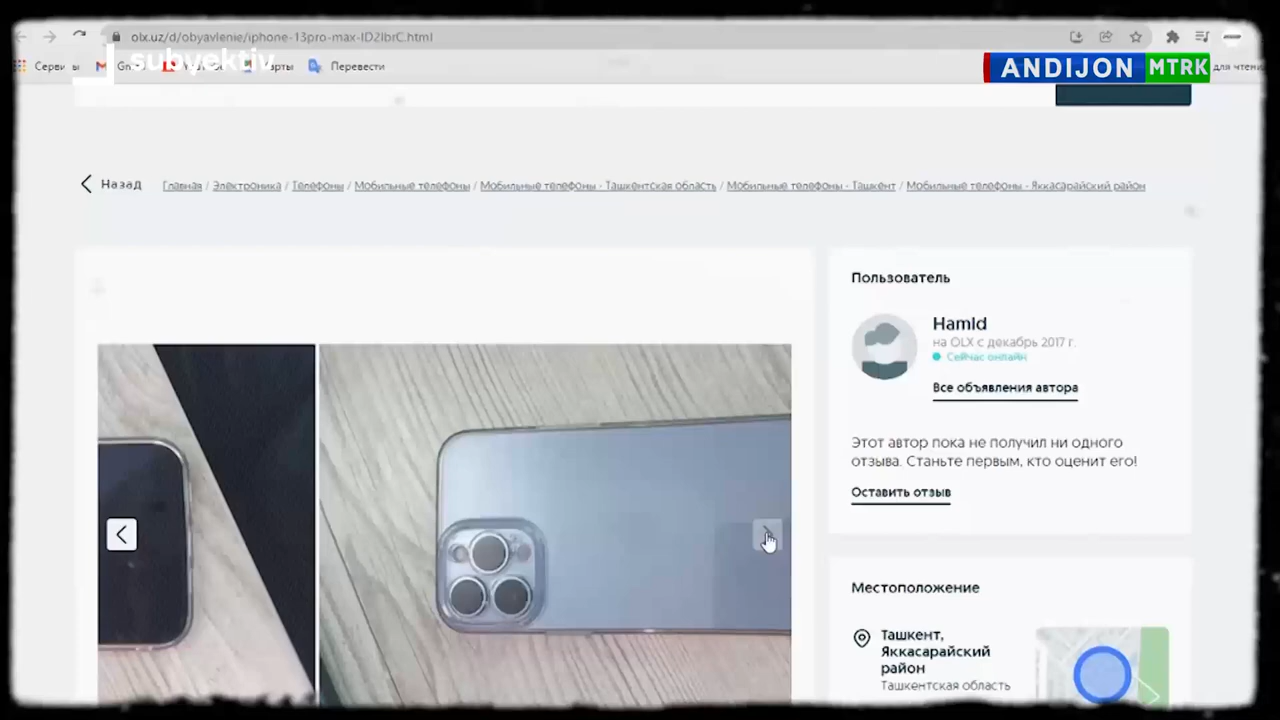 olx.uz/d/obyavlenie/iphone-13pro-max-ID2IbrC.html
subyektiv
Перевести
ANDIJON MTRK
для чтени
Назад
Главная / Электроника / Телефоны / Мобильные телефоны / Мобильные телефоны - Ташкентская область / Мобильные телефоны - Ташкент / Мобильные телефоны - Яккасарайский район
Пользователь
Hamid
на OLX с декабрь 2017 г.
Сейчас онлайн
Все объявления автора
Этот автор пока не получил ни одного
отзыва. Станьте первым, кто оценит его!
Оставить отзыв
Местоположение
Ташкент,
Яккасарайский
район
Ташкентская область